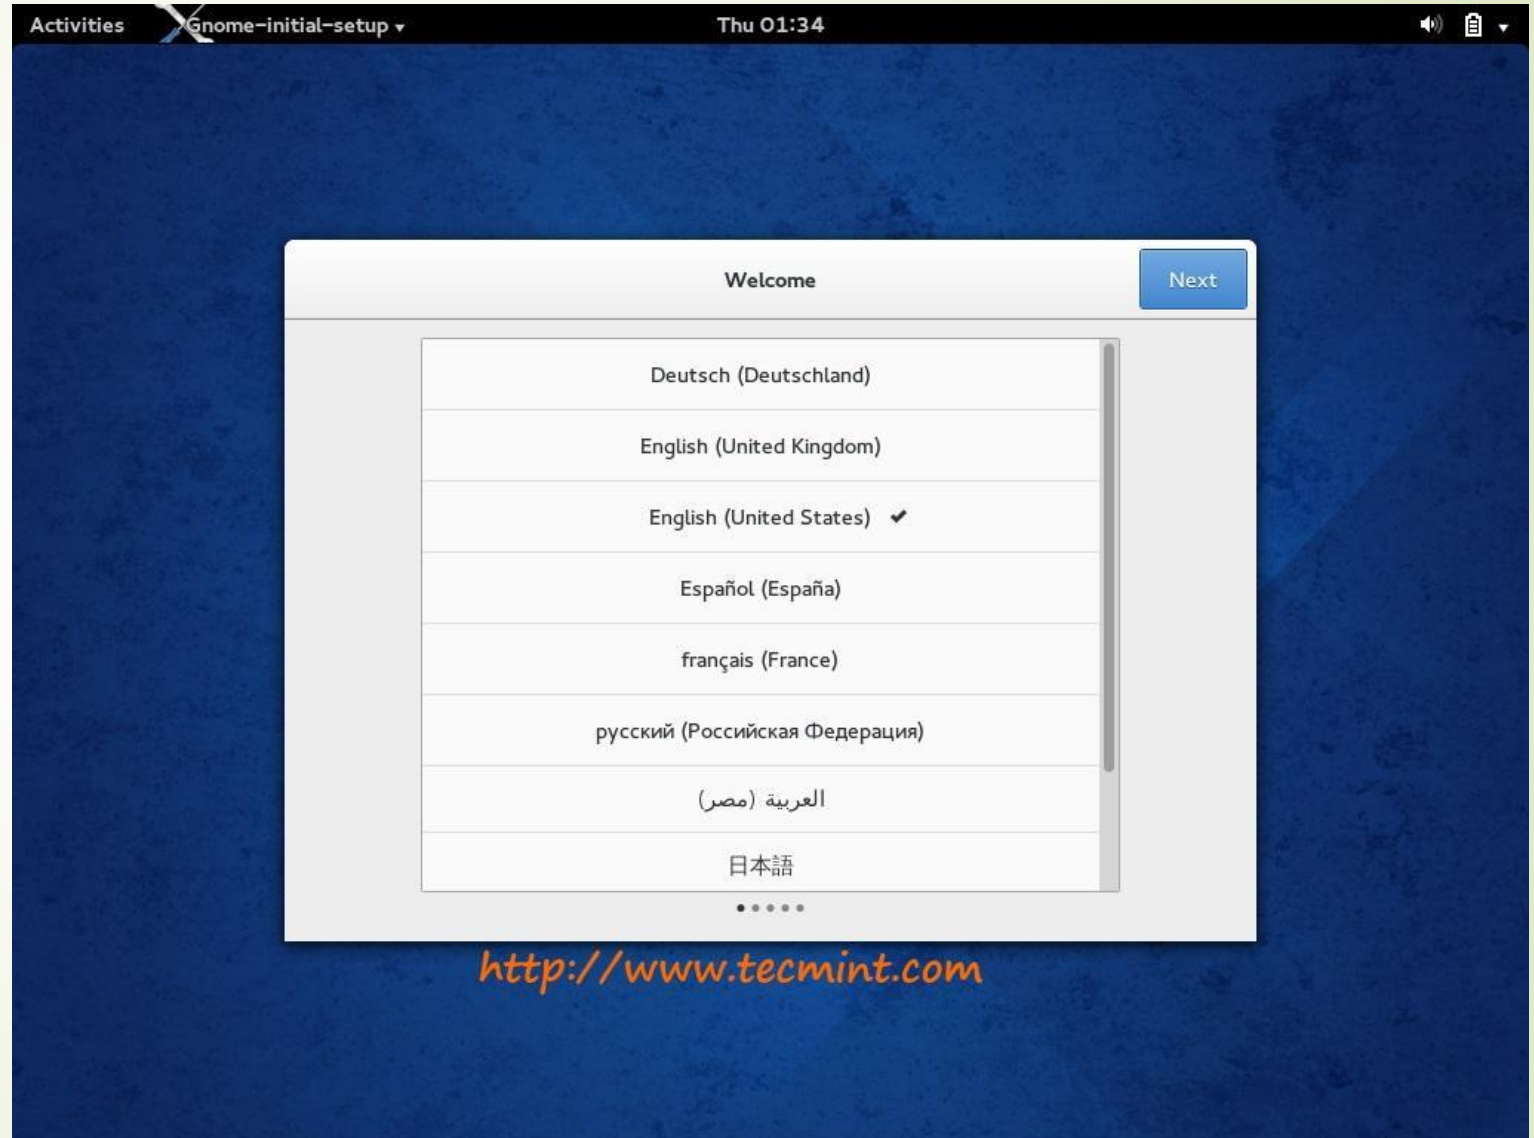 Activities Gnome-initial-setup Thu 01:34
Welcome Next
Deutsch (Deutschland)
English (United Kingdom)
English (United States) ✔
Español (España)
français (France)
русский (Российская Федерация)
العربية (مصر)
日本語
http://www.tecmint.com